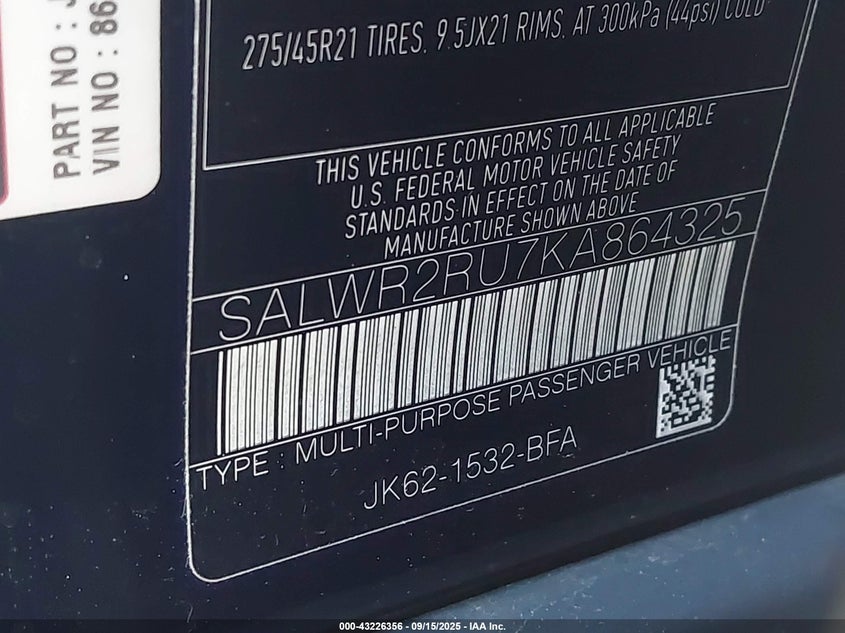 PART NO : J
VIN NO : 86
275/45R21 TIRES, 9.5JX21 RIMS, AT 300kPa (44psi) COLD
THIS VEHICLE CONFORMS TO ALL APPLICABLE
U.S. FEDERAL MOTOR VEHICLE SAFETY
STANDARDS IN EFFECT ON THE DATE OF
MANUFACTURE SHOWN ABOVE
SALWR2RU7KA864325
TYPE : MULTI-PURPOSE PASSENGER VEHICLE
JK62-1532-BFA
000-43226356 - 09/15/2025 - IAA Inc.